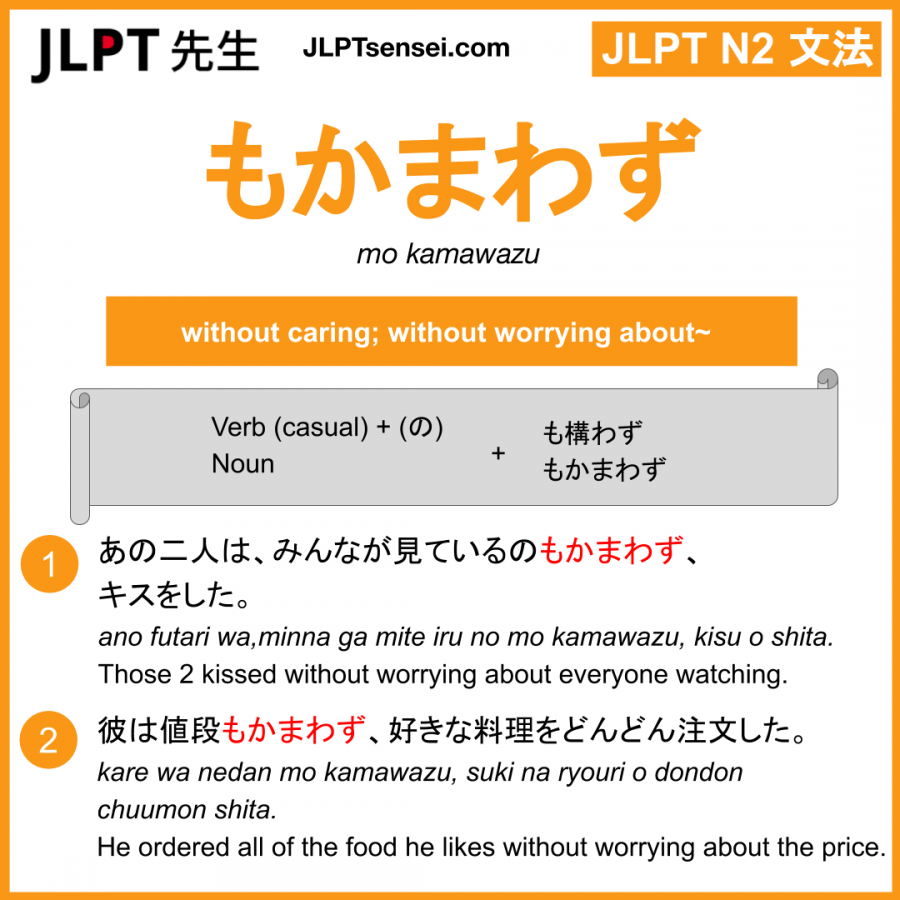 JLPT 先生
JLPTsensei.com
JLPT N2 文法
もかまわず
mo kamawazu
without caring; without worrying about~
Verb (casual) + (の)
Noun
+
も構わず
もかまわず
1
あの二人は、みんなが見ているのもかまわず、
キスをした。
ano futari wa,minna ga mite iru no mo kamawazu, kisu o shita.
Those 2 kissed without worrying about everyone watching.
2
彼は値段もかまわず、好きな料理をどんどん注文した。
kare wa nedan mo kamawazu, suki na ryouri o dondon
chuumon shita.
He ordered all of the food he likes without worrying about the price.